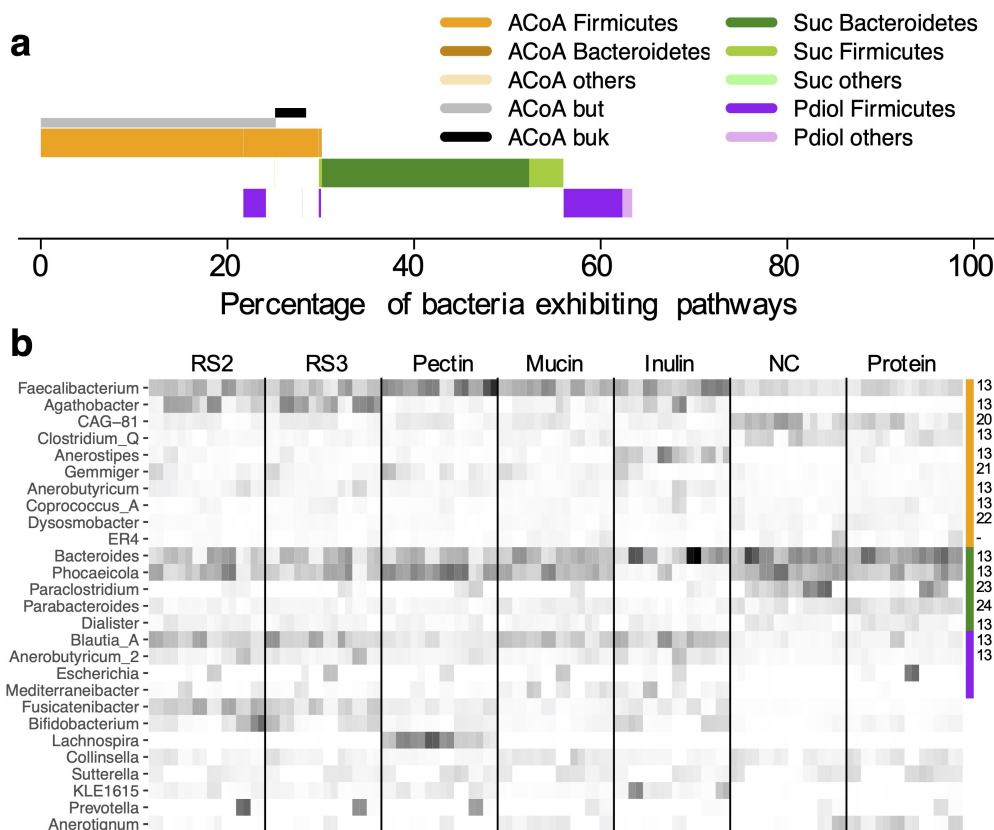 a
ACoA Firmicutes
ACoA Bacteroidetes
ACoA others
ACoA but
ACoA buk
Suc Bacteroidetes
Suc Firmicutes
Suc others
Pdiol Firmicutes
Pdiol others
0 20 40 60 80 100
Percentage of bacteria exhibiting pathways
b
RS2 RS3 Pectin Mucin Inulin NC Protein
Faecalibacterium 13
Agathobacter 13
CAG–81 20
Clostridium_Q 13
Anerostipes 13
Gemmiger 21
Anerobutyricum 13
Coprococcus_A 13
Dysosmobacter 22
ER4 -
Bacteroides 13
Phocaeicola 13
Paraclostridium 23
Parabacteroides 24
Dialister 13
Blautia_A 13
Anerobutyricum_2 13
Escherichia
Mediterraneibacter
Fusicatenibacter
Bifidobacterium
Lachnospira
Collinsella
Sutterella
KLE1615
Prevotella
Anerotignum